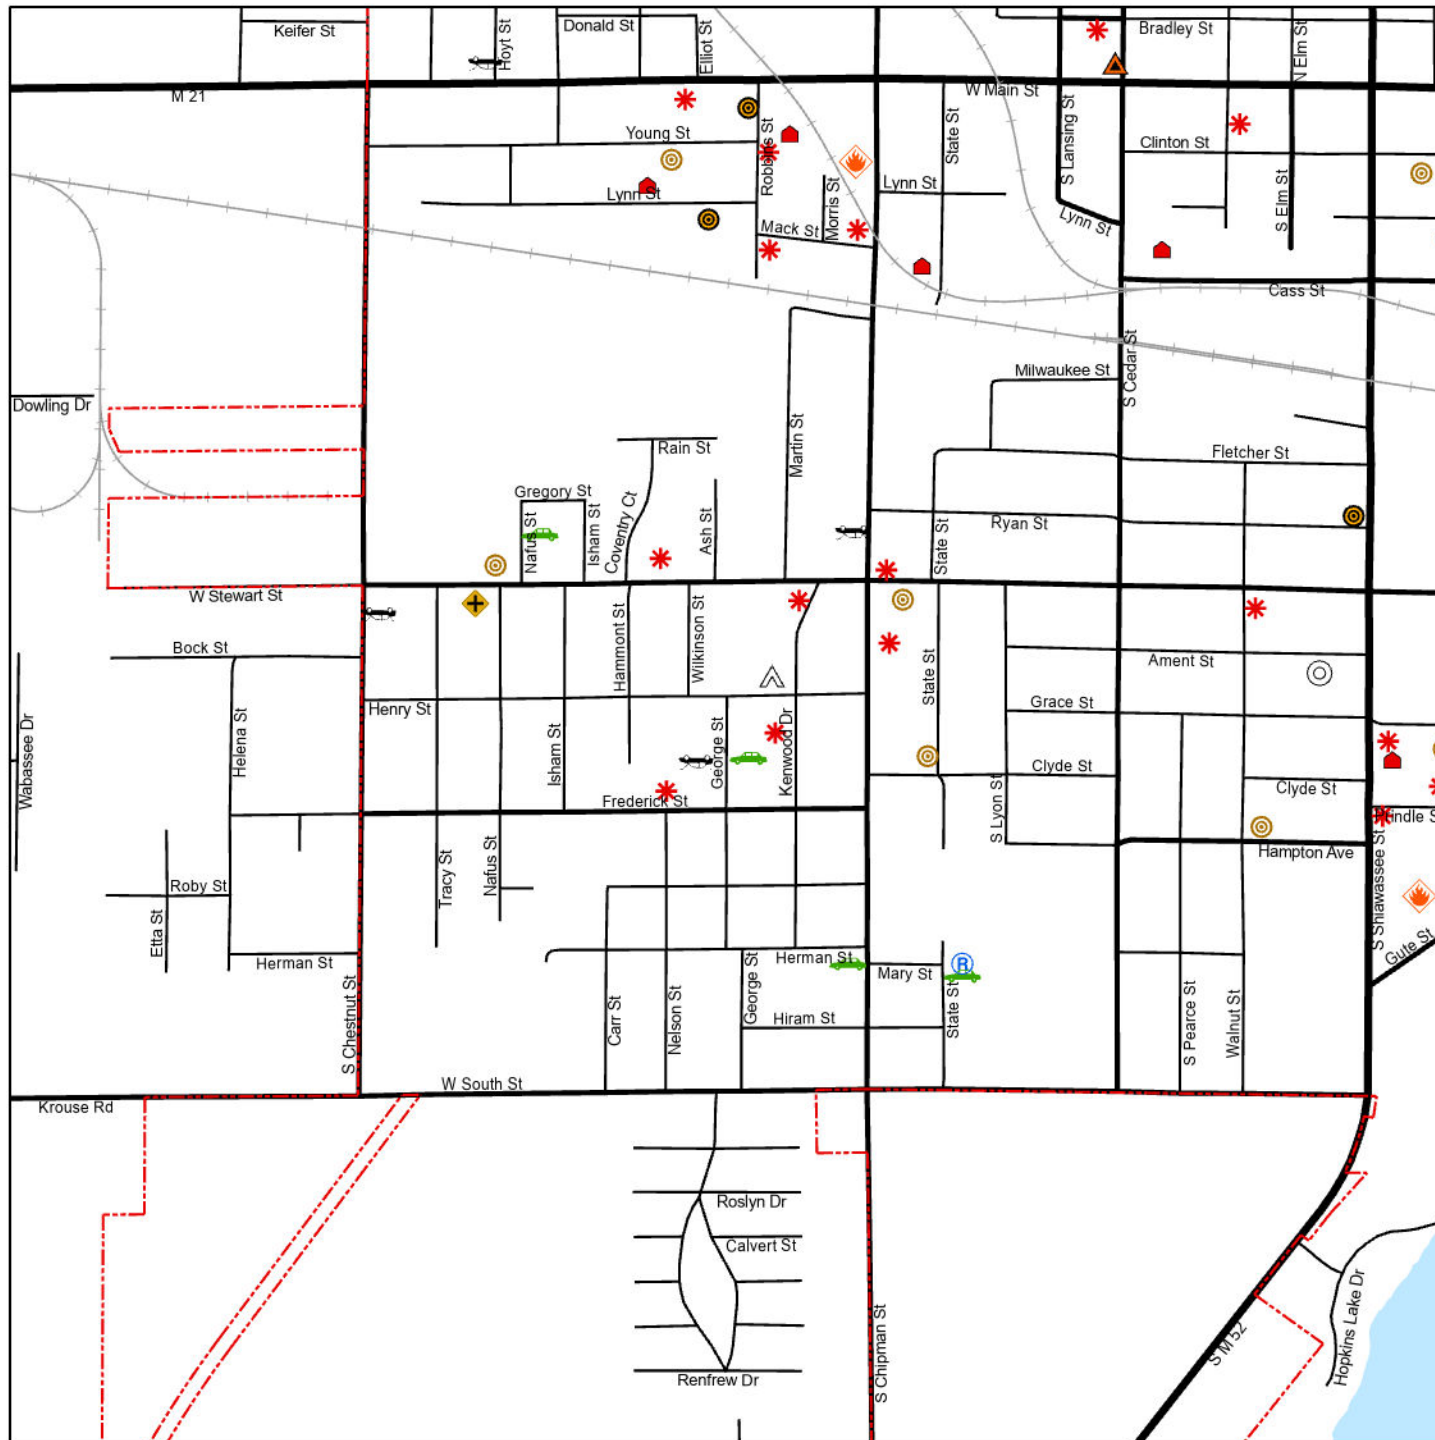 Keifer St
Hoyt St
Donald St
Elliot St
Bradley St
N Elm St
M 21
W Main St
Young St
Robbins St
State St
S Lansing St
Clinton St
Lynn St
Morris St
Lynn St
S Elm St
Mack St
Lynn St
Cass St
S Cedar St
Milwaukee St
Dowling Dr
Martin St
Rain St
Fletcher St
Gregory St
Nafus St
Isham St
Coventry Ct
Ash St
State St
Ryan St
W Stewart St
Hammont St
Wilkinson St
Bock St
State St
Ament St
Henry St
Grace St
Wabassee Dr
Helena St
Isham St
George St
Kenwood Dr
Clyde St
Clyde St
Frederick St
S Lyon St
Prindle S
Hampton Ave
Roby St
Tracy St
Nafus St
S Shiawassee St
Etta St
Gute St
Herman St
Herman St
Mary St
R
S Chestnut St
Carr St
Nelson St
George St
Hiram St
State St
S Pearce St
Walnut St
W South St
Krouse Rd
Roslyn Dr
Calvert St
Renfrew Dr
S Chipman St
S M 52
Hopkins Lake Dr